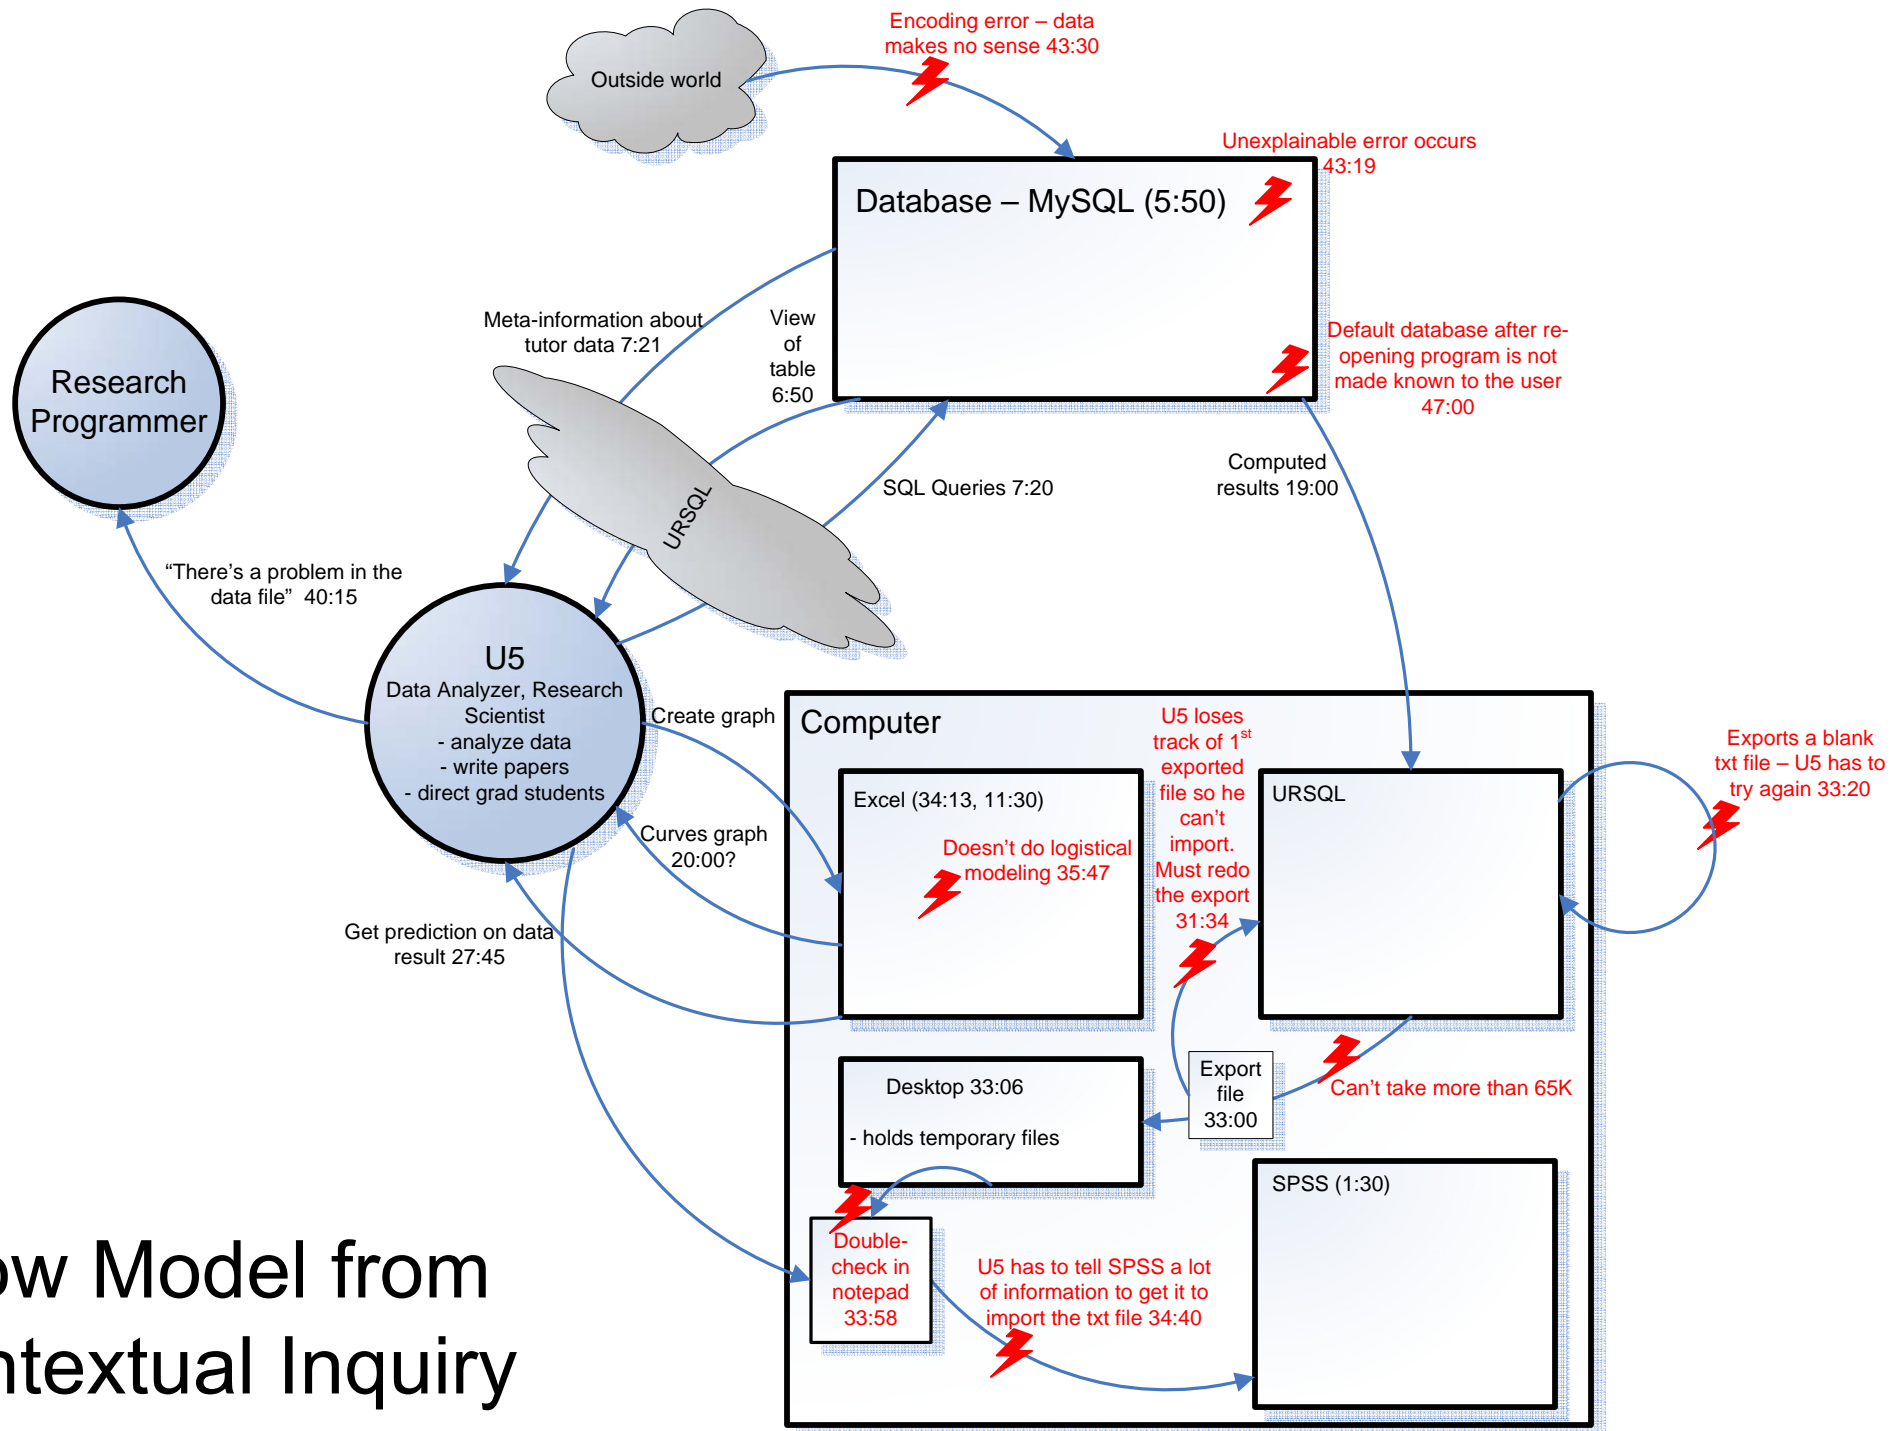 Encoding error – data
makes no sense 43:30
Outside world
Unexplainable error occurs
43:19
Database – MySQL (5:50)
Meta-information about
tutor data 7:21
View
of
table
6:50
Default database after re-
opening program is not
made known to the user
47:00
Research
Programmer
Computed
results 19:00
SQL Queries 7:20
URSQL
“There’s a problem in the
data file” 40:15
U5
Data Analyzer, Research
Scientist
- analyze data
- write papers
- direct grad students
Create graph
Curves graph
20:00?
Get prediction on data
result 27:45
Computer
Excel (34:13, 11:30)
Doesn’t do logistical
modeling 35:47
U5 loses
track of 1st
exported
file so he
can’t
import.
Must redo
the export
31:34
URSQL
Exports a blank
txt file – U5 has to
try again 33:20
Desktop 33:06
- holds temporary files
Export
file
33:00
Can’t take more than 65K
SPSS (1:30)
Double-
check in
notepad
33:58
U5 has to tell SPSS a lot
of information to get it to
import the txt file 34:40
ow Model from
ntextual Inquiry